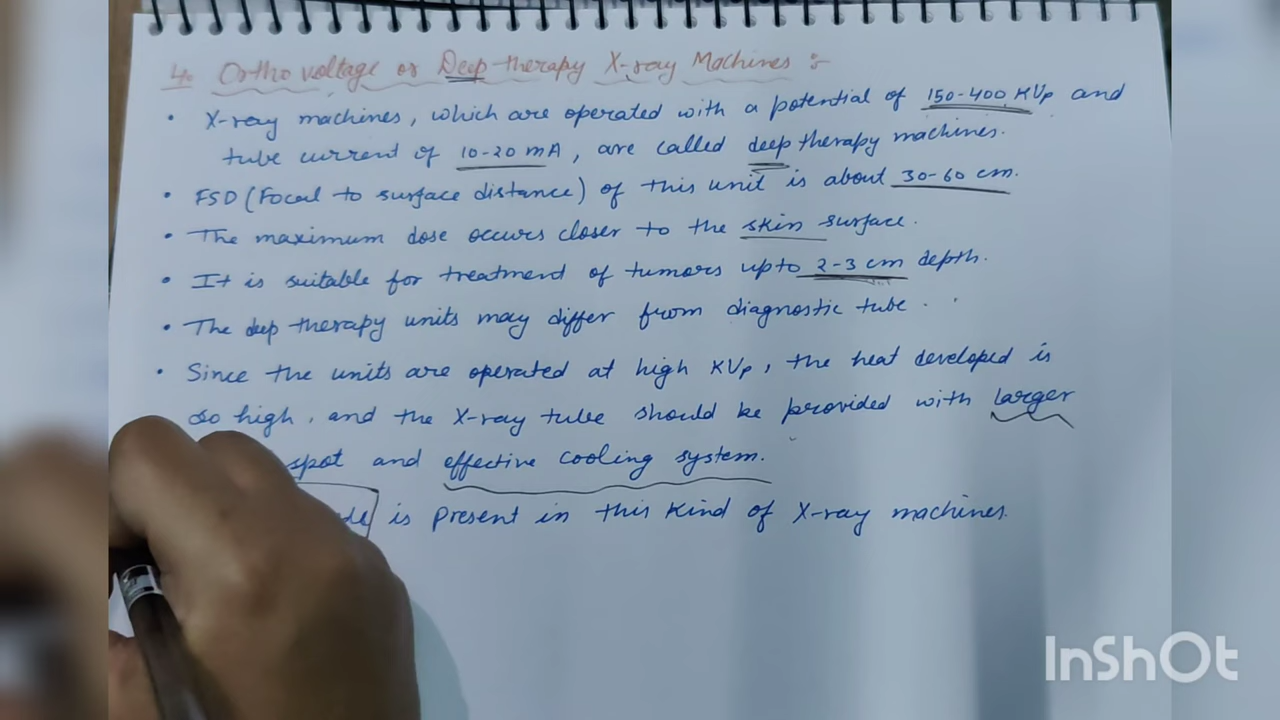 4. Ortho voltage or Deep therapy X-ray Machines :-
• X-ray machines, which are operated with a potential of 150-400 KVp and
tube current of 10-20 mA, are called deep therapy machines.
• FSD (Focal to surface distance) of this unit is about 30-60 cm.
• The maximum dose occurs closer to the skin surface.
• It is suitable for treatment of tumors upto 2-3 cm depth.
• The deep therapy units may differ from diagnostic tube.
• Since the units are operated at high KVp, the heat developed is
so high, and the X-ray tube should be provided with larger
spot and effective cooling system.
is present in this kind of X-ray machines.
InShOt